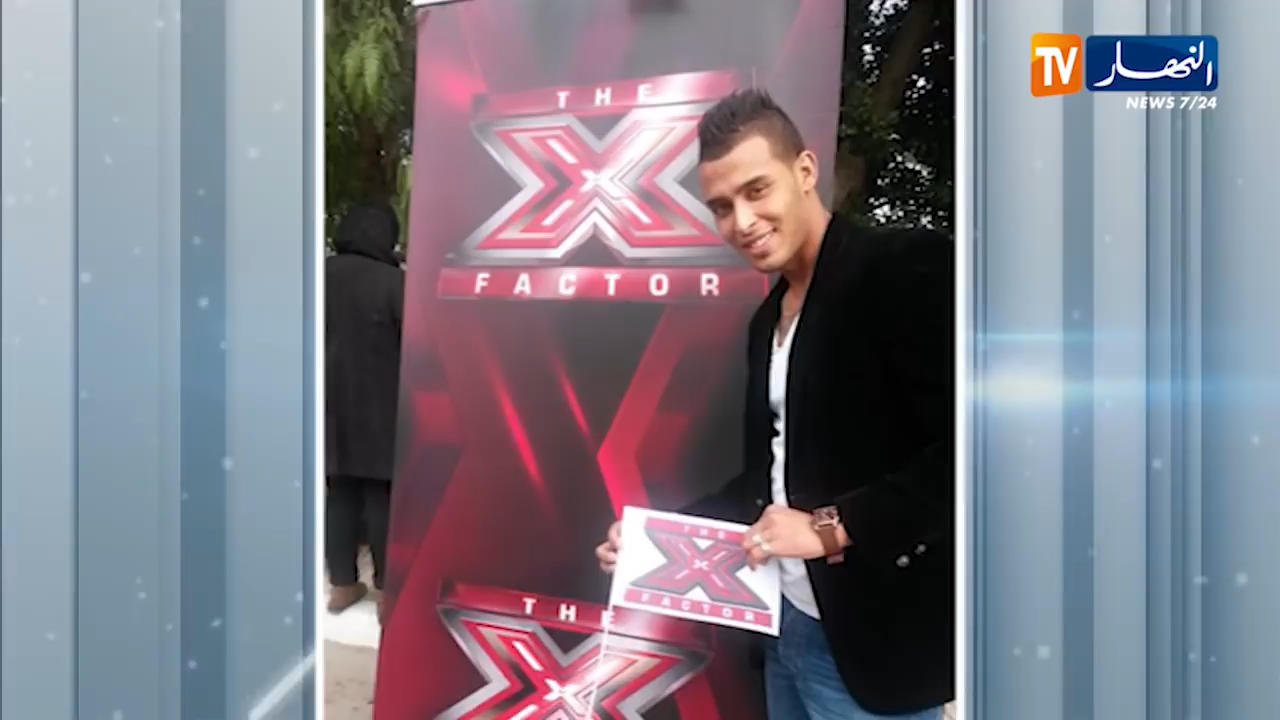 TV النهار
NEWS 7/24
THE
X
FACTOR
THE
X
FACTOR
THE
X